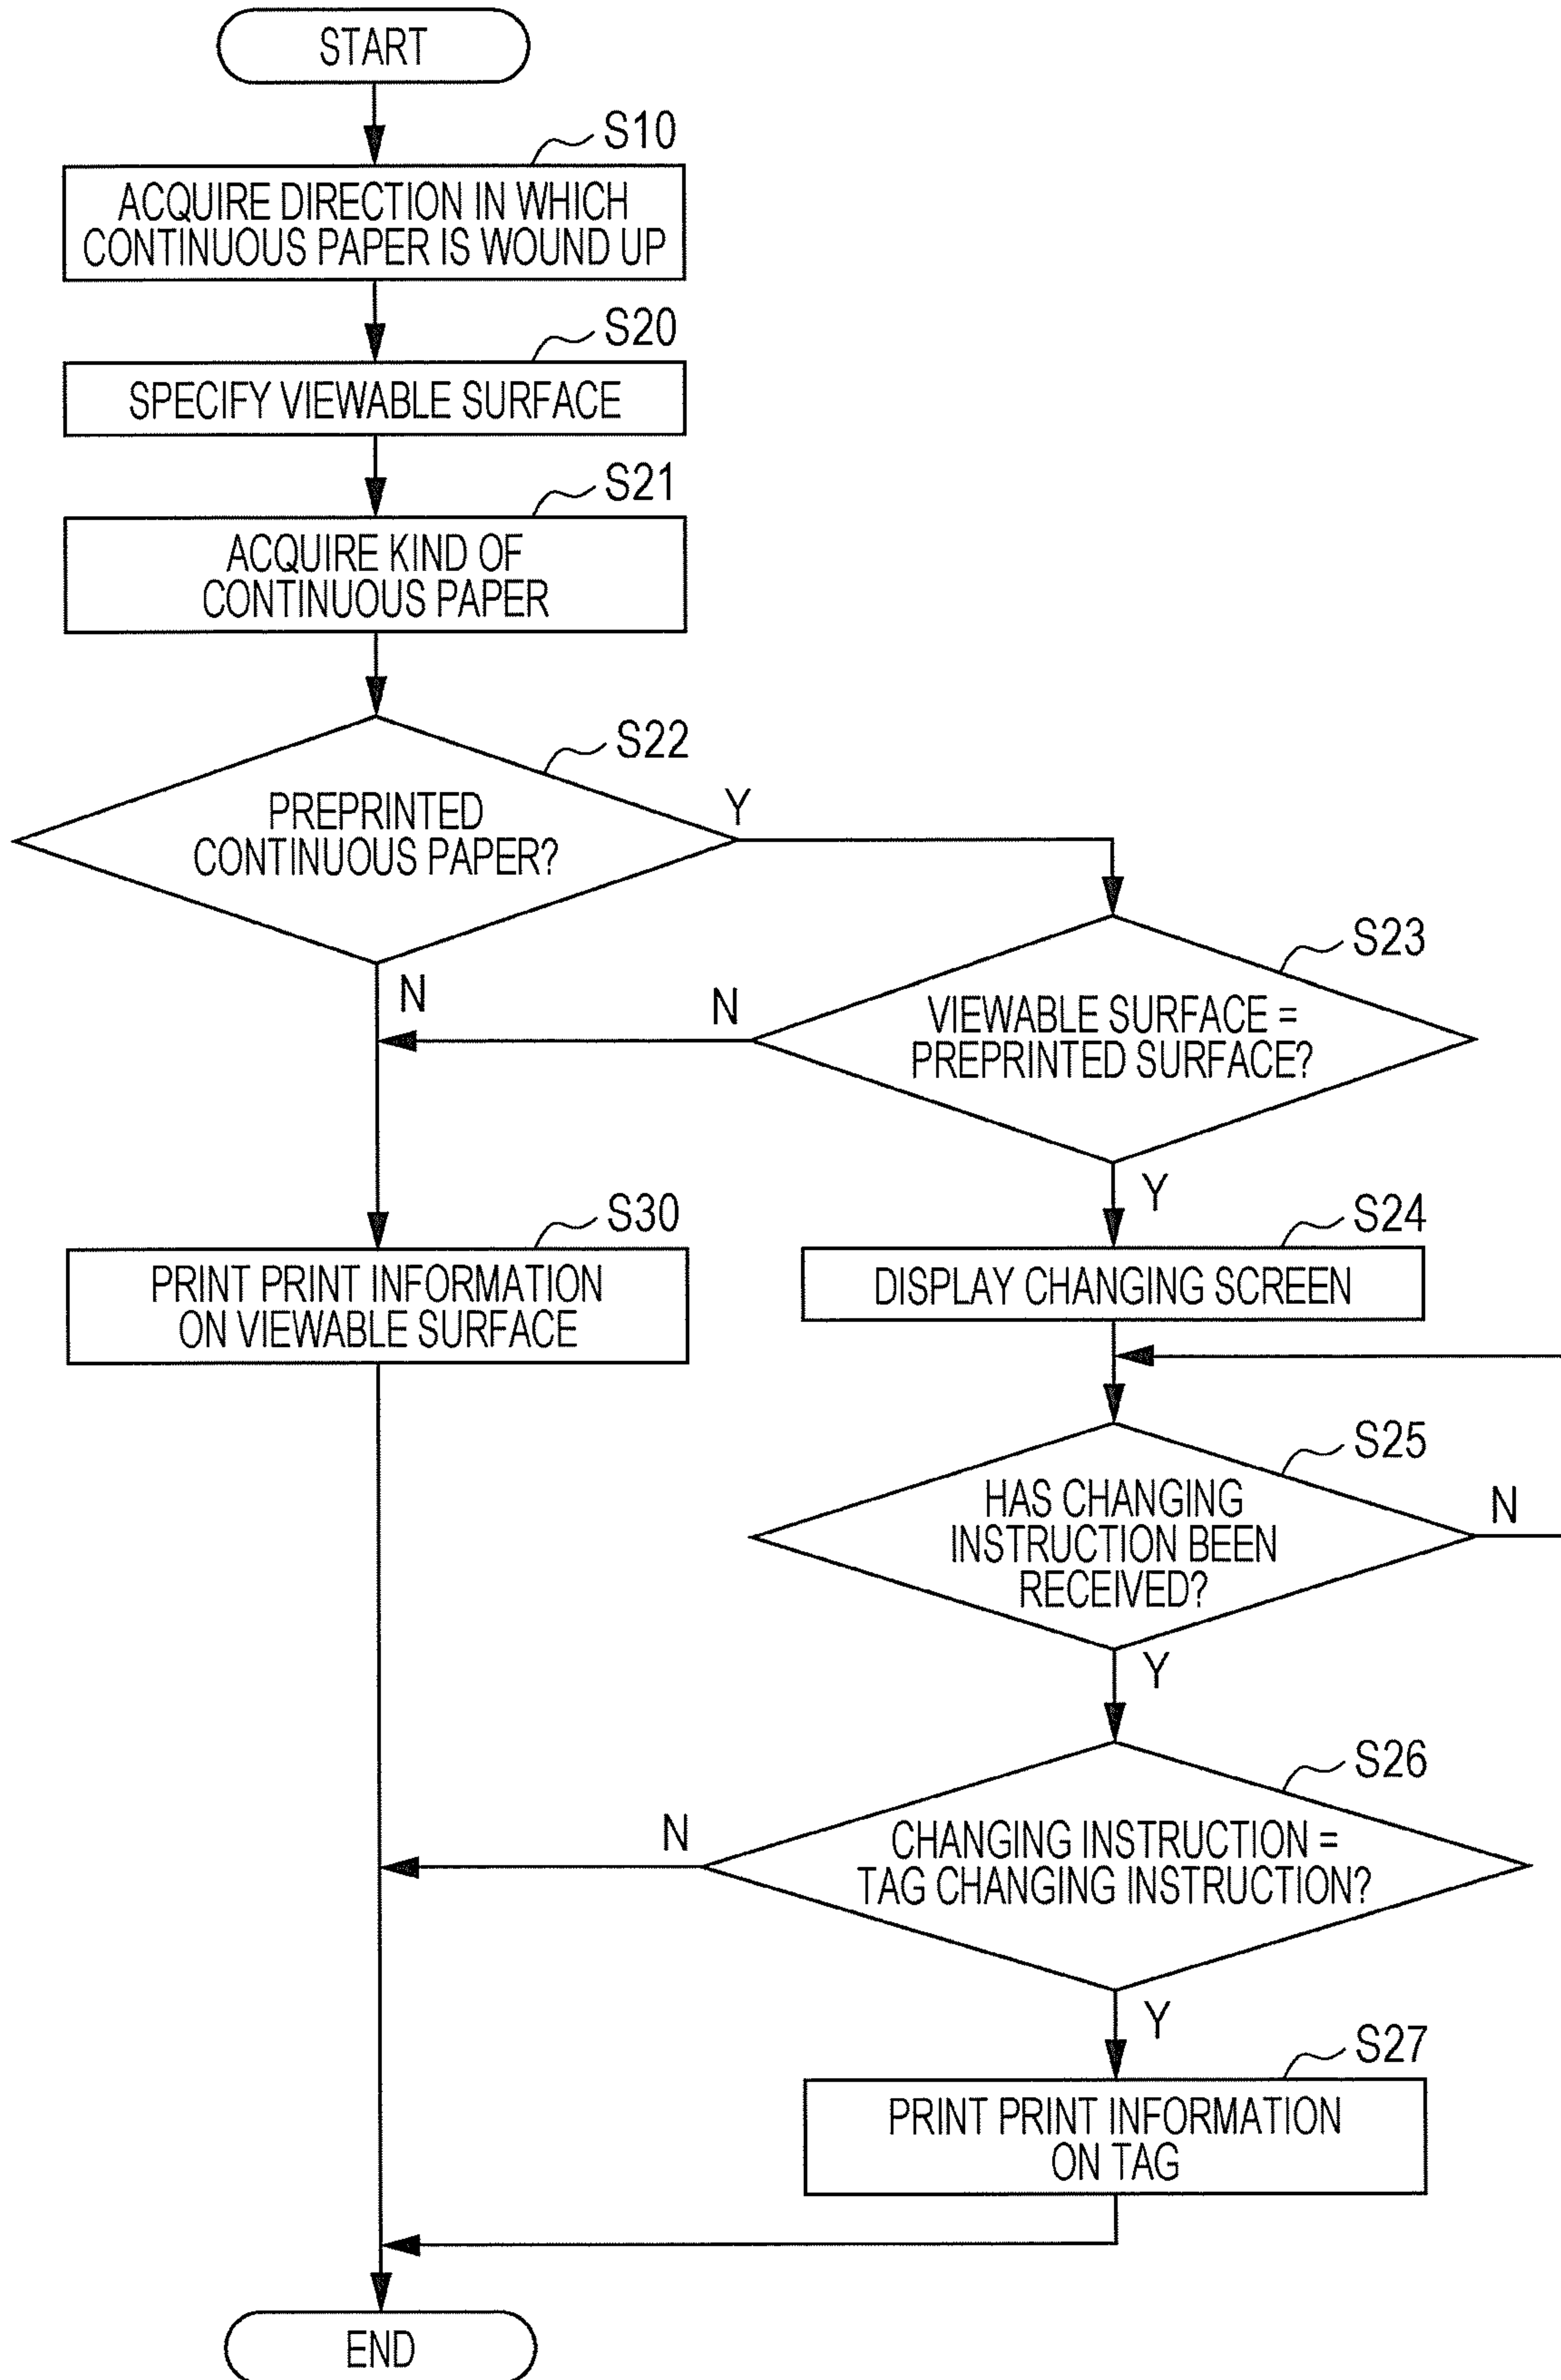 START
S10
ACQUIRE DIRECTION IN WHICH
CONTINUOUS PAPER IS WOUND UP
S20
SPECIFY VIEWABLE SURFACE
S21
ACQUIRE KIND OF
CONTINUOUS PAPER
S22
PREPRINTED
CONTINUOUS PAPER?
Y
N
S23
VIEWABLE SURFACE =
PREPRINTED SURFACE?
N
Y
S30
PRINT PRINT INFORMATION
ON VIEWABLE SURFACE
S24
DISPLAY CHANGING SCREEN
S25
HAS CHANGING
INSTRUCTION BEEN
RECEIVED?
N
Y
S26
CHANGING INSTRUCTION =
TAG CHANGING INSTRUCTION?
N
Y
S27
PRINT PRINT INFORMATION
ON TAG
END